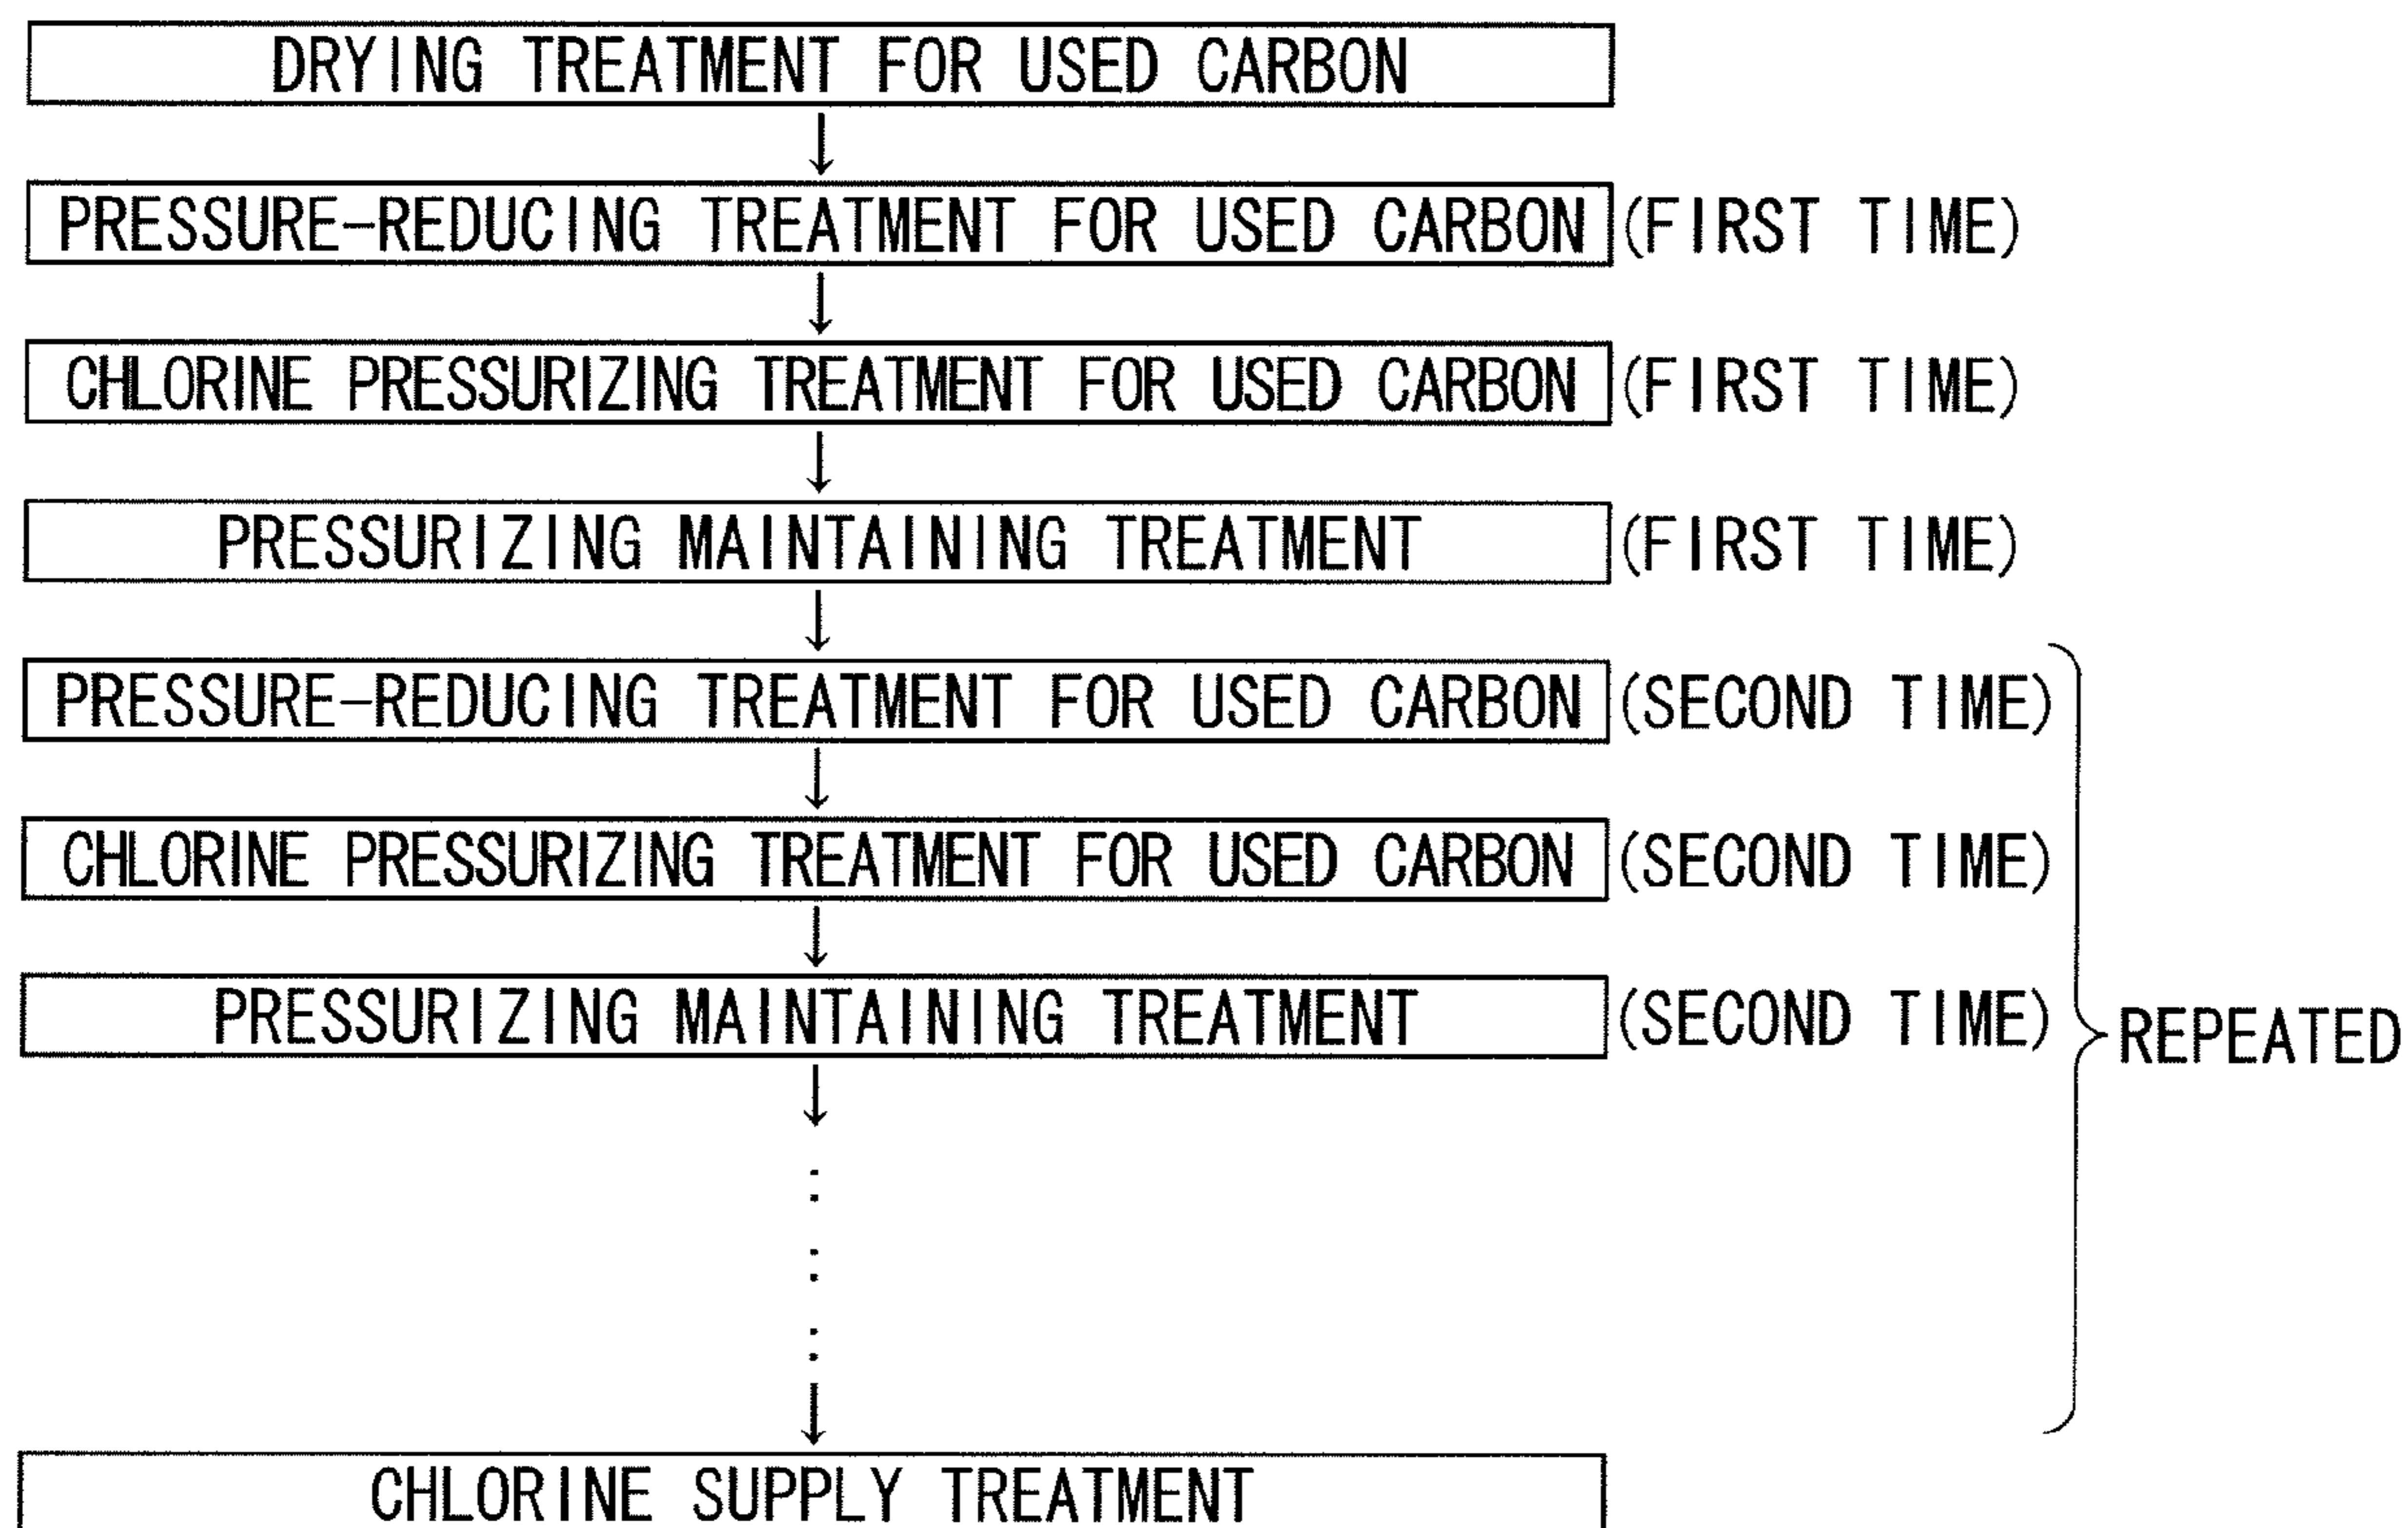 DRYING TREATMENT FOR USED CARBON
PRESSURE-REDUCING TREATMENT FOR USED CARBON (FIRST TIME)
CHLORINE PRESSURIZING TREATMENT FOR USED CARBON (FIRST TIME)
PRESSURIZING MAINTAINING TREATMENT (FIRST TIME)
PRESSURE-REDUCING TREATMENT FOR USED CARBON (SECOND TIME)
CHLORINE PRESSURIZING TREATMENT FOR USED CARBON (SECOND TIME)
PRESSURIZING MAINTAINING TREATMENT (SECOND TIME)
REPEATED
CHLORINE SUPPLY TREATMENT